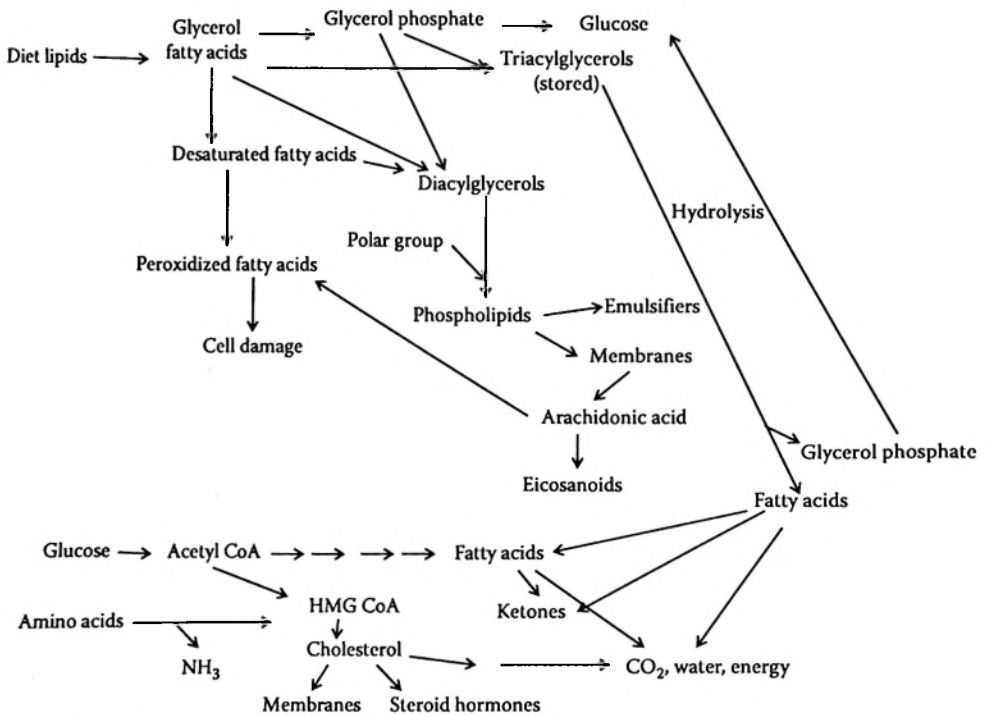 Glycerol
fatty acids
Glycerol phosphate
Glucose
Diet lipids
Triacylglycerols
(stored)
Desaturated fatty acids
Diacylglycerols
Hydrolysis
Polar group
Peroxidized fatty acids
Phospholipids
Emulsifiers
Cell damage
Membranes
Arachidonic acid
Glycerol phosphate
Eicosanoids
Fatty acids
Glucose
Acetyl CoA
Fatty acids
HMG CoA
Ketones
Amino acids
Cholesterol
NH3
CO2, water, energy
Membranes
Steroid hormones